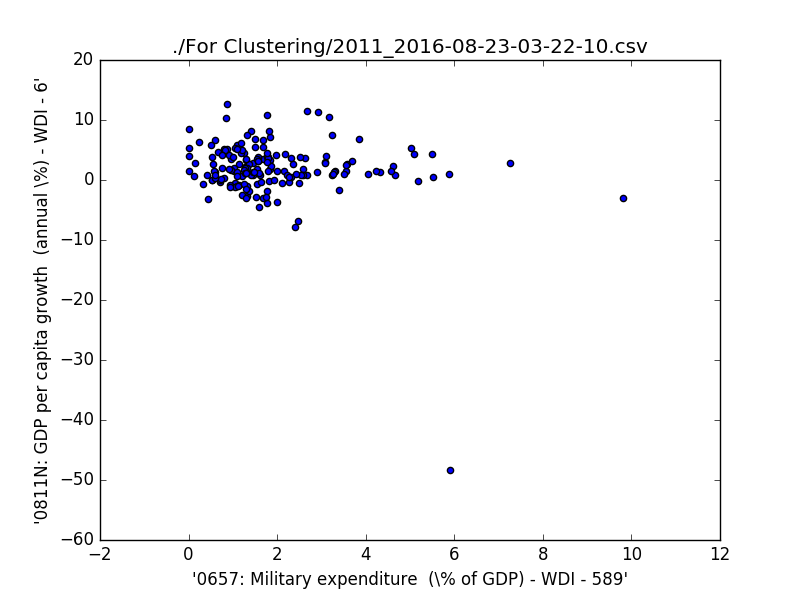 ./For Clustering/2011_2016-08-23-03-22-10.csv
20
10
0
−10
−20
−30
−40
−50
−60
'0811N: GDP per capita growth (annual \%) - WDI - 6'
−2 0 2 4 6 8 10 12
'0657: Military expenditure (\% of GDP) - WDI - 589'